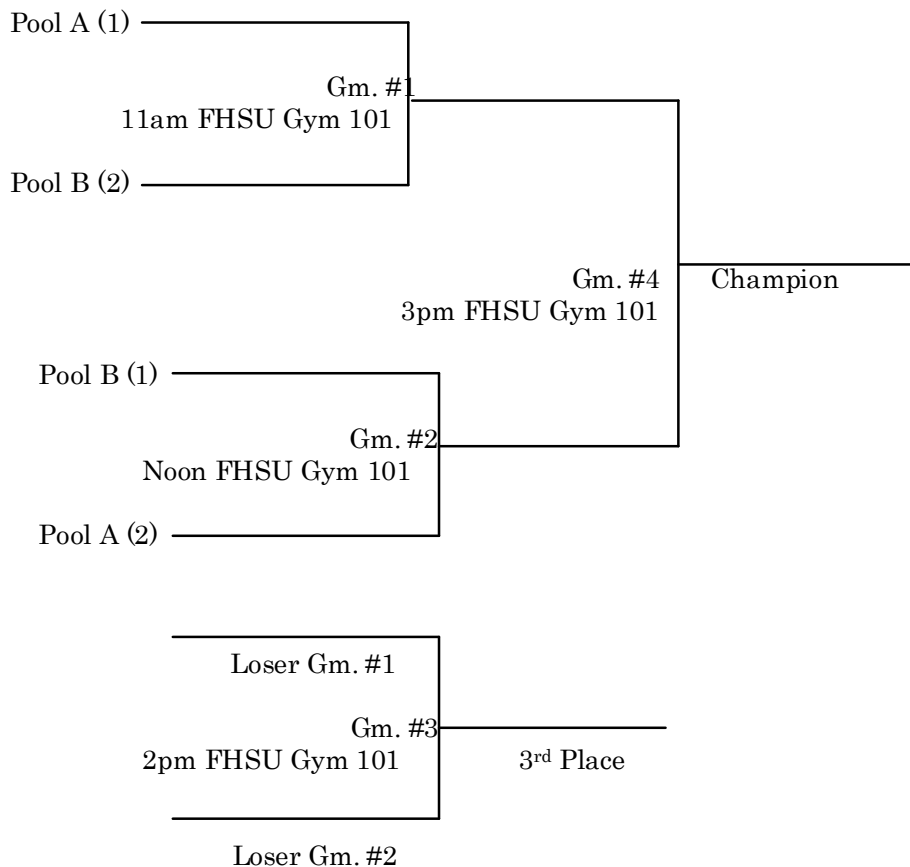 Pool A (1)
Gm. #1
11am FHSU Gym 101
Pool B (2)
Gm. #4
3pm FHSU Gym 101
Champion
Pool B (1)
Gm. #2
Noon FHSU Gym 101
Pool A (2)
Loser Gm. #1
Gm. #3
2pm FHSU Gym 101
3rd Place
Loser Gm. #2